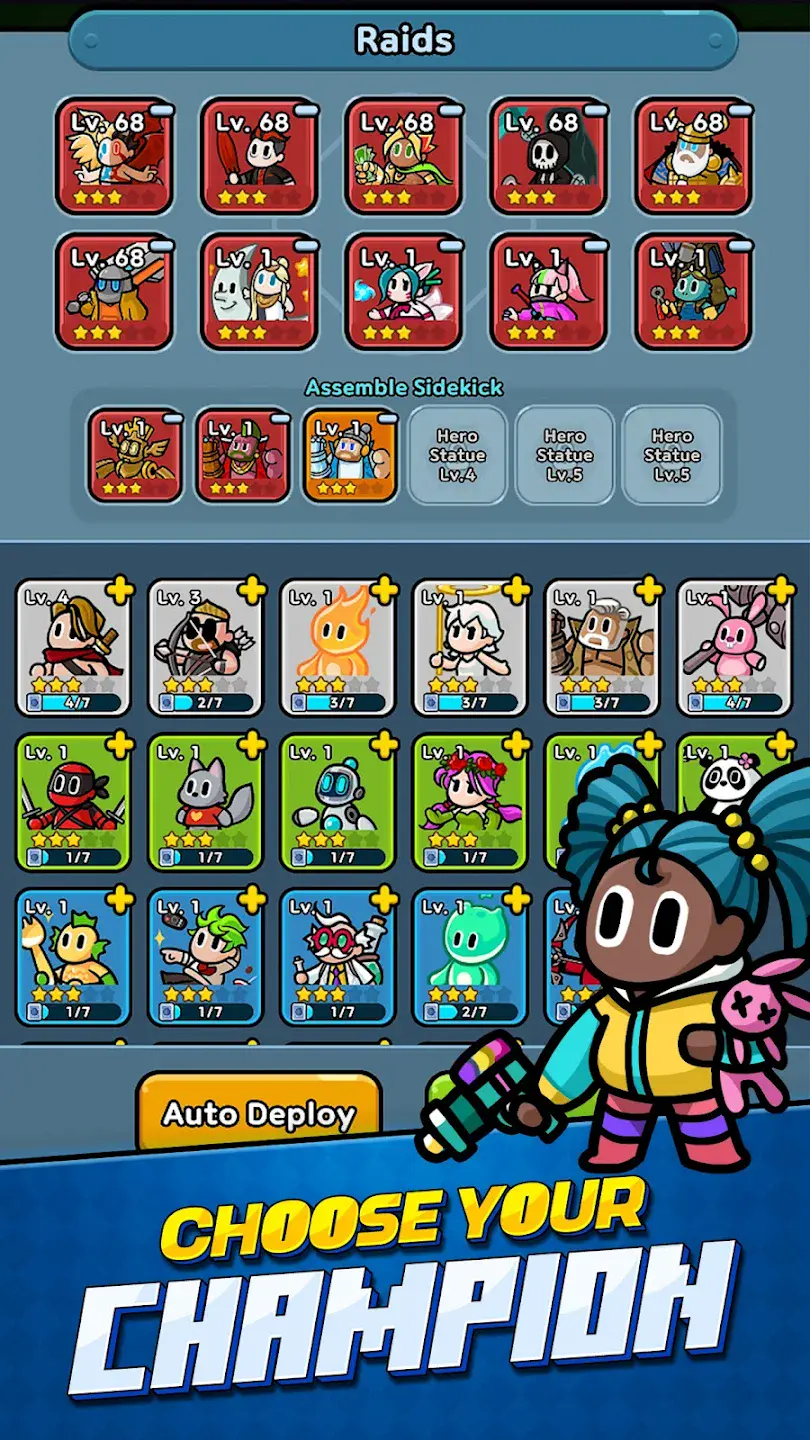 Raids
Lv. 68 Lv. 68 Lv. 68 Lv. 68 Lv. 68
Lv. 68 Lv. 1 Lv. 1 Lv. 1 Lv. 1
Assemble Sidekick
Lv. 1 Lv. 1 Lv. 1
Hero
Statue
Lv.4
Hero
Statue
Lv.5
Hero
Statue
Lv.5
Lv. 4 Lv. 3 Lv. 1 Lv. 1 Lv. 1 Lv. 1
4/7 2/7 3/7 3/7 3/7 4/7
Lv. 1 Lv. 1 Lv. 1 Lv. 1 Lv. 1 Lv. 1
1/7 1/7 1/7 1/7
Lv. 1 Lv. 1 Lv. 1 Lv. 1 Lv.
1/7 1/7 1/7 2/7
Auto Deploy
CHOOSE YOUR
CHAMPION